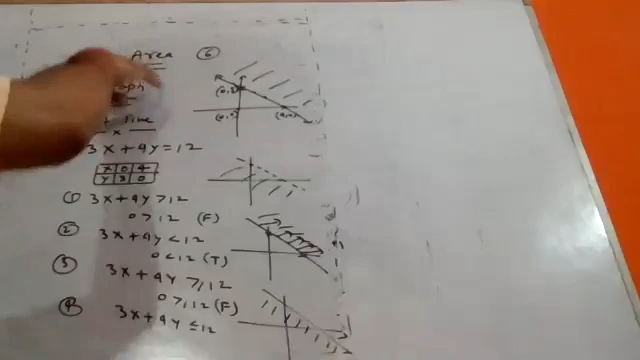 Area
6
3x + 4y = 12
x 0 4
y 3 0
1 3x + 4y > 12
0 > 12 (F)
2 3x + 4y < 12
0 < 12 (T)
3 3x + 4y ≥ 12
0 ≥ 12 (F)
4 3x + 4y ≤ 12
(0,3)
(0,0)
(4,0)